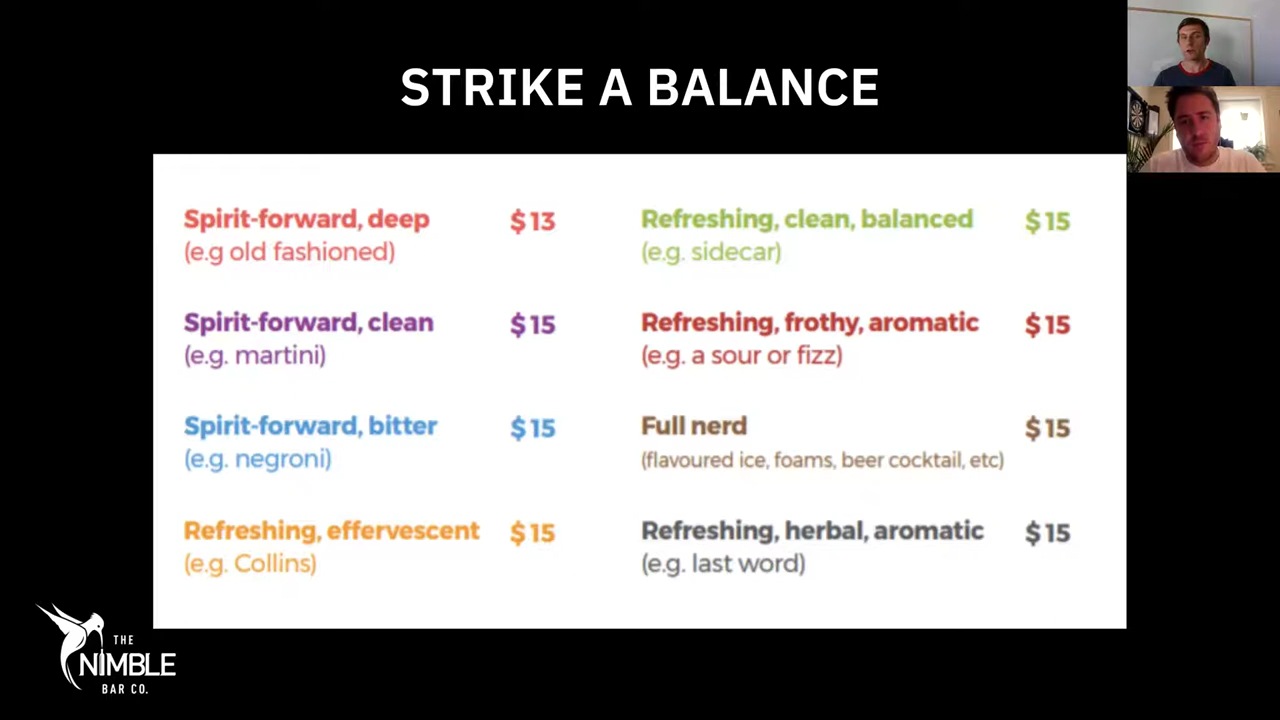 STRIKE A BALANCE
Spirit-forward, deep $13
(e.g old fashioned)
Spirit-forward, clean $15
(e.g. martini)
Spirit-forward, bitter $15
(e.g. negroni)
Refreshing, effervescent $15
(e.g. Collins)
Refreshing, clean, balanced $15
(e.g. sidecar)
Refreshing, frothy, aromatic $15
(e.g. a sour or fizz)
Full nerd $15
(flavoured ice, foams, beer cocktail, etc)
Refreshing, herbal, aromatic $15
(e.g. last word)
THE
NIMBLE
BAR CO.